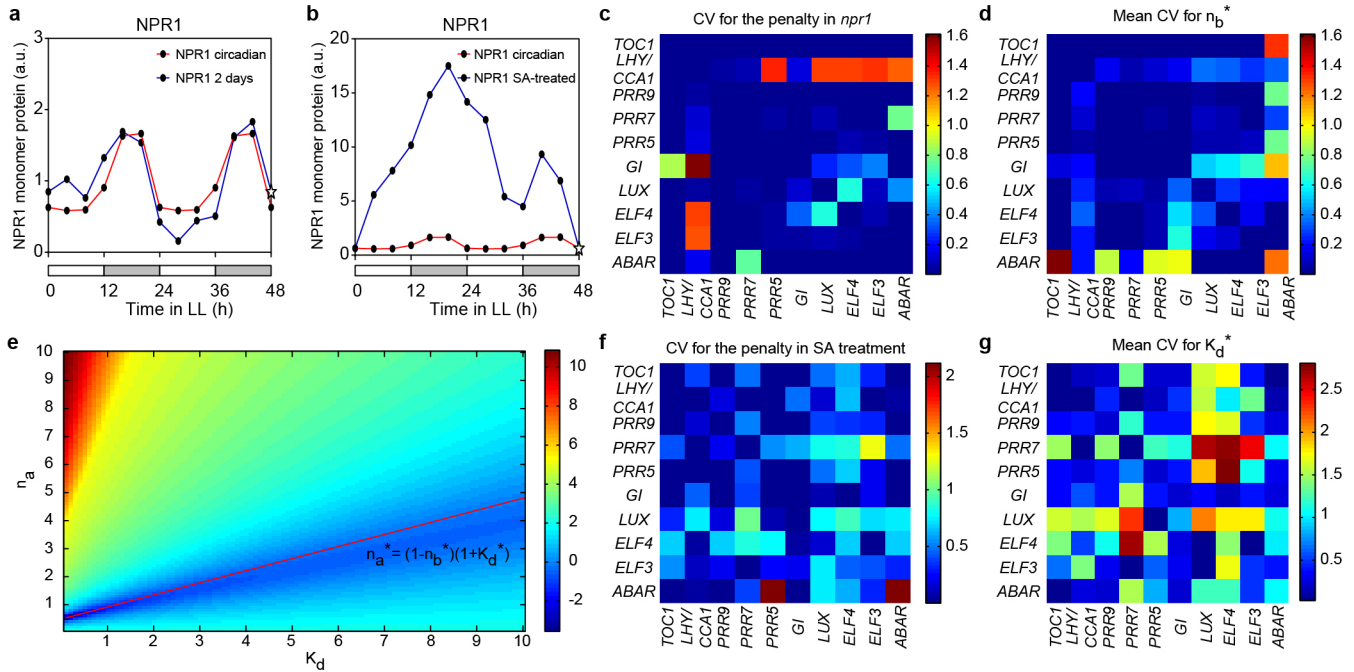 a
NPR1
NPR1 circadian
NPR1 2 days
NPR1 monomer protein (a.u.)
3
2
1
0
0 12 24 36 48
Time in LL (h)
b
NPR1
NPR1 circadian
NPR1 SA-treated
NPR1 monomer protein (a.u.)
20
15
10
5
0
0 12 24 36 48
Time in LL (h)
c
CV for the penalty in npr1
TOC1
LHY/
CCA1
PRR9
PRR7
PRR5
GI
LUX
ELF4
ELF3
ABAR
TOC1
LHY/
CCA1
PRR9
PRR7
PRR5
GI
LUX
ELF4
ELF3
ABAR
1.6
1.4
1.2
1.0
0.8
0.6
0.4
0.2
d
Mean CV for n_b*
TOC1
LHY/
CCA1
PRR9
PRR7
PRR5
GI
LUX
ELF4
ELF3
ABAR
TOC1
LHY/
CCA1
PRR9
PRR7
PRR5
GI
LUX
ELF4
ELF3
ABAR
1.6
1.4
1.2
1.0
0.8
0.6
0.4
0.2
e
n_a
10
9
8
7
6
5
4
3
2
1
n_a*= (1-n_b*)(1+K_d*)
0 1 2 3 4 5 6 7 8 9 10
K_d
10
8
6
4
2
0
-2
f
CV for the penalty in SA treatment
TOC1
LHY/
CCA1
PRR9
PRR7
PRR5
GI
LUX
ELF4
ELF3
ABAR
TOC1
LHY/
CCA1
PRR9
PRR7
PRR5
GI
LUX
ELF4
ELF3
ABAR
2
1.5
1
0.5
g
Mean CV for K_d*
TOC1
LHY/
CCA1
PRR9
PRR7
PRR5
GI
LUX
ELF4
ELF3
ABAR
TOC1
LHY/
CCA1
PRR9
PRR7
PRR5
GI
LUX
ELF4
ELF3
ABAR
2.5
2.0
1.5
1.0
0.5